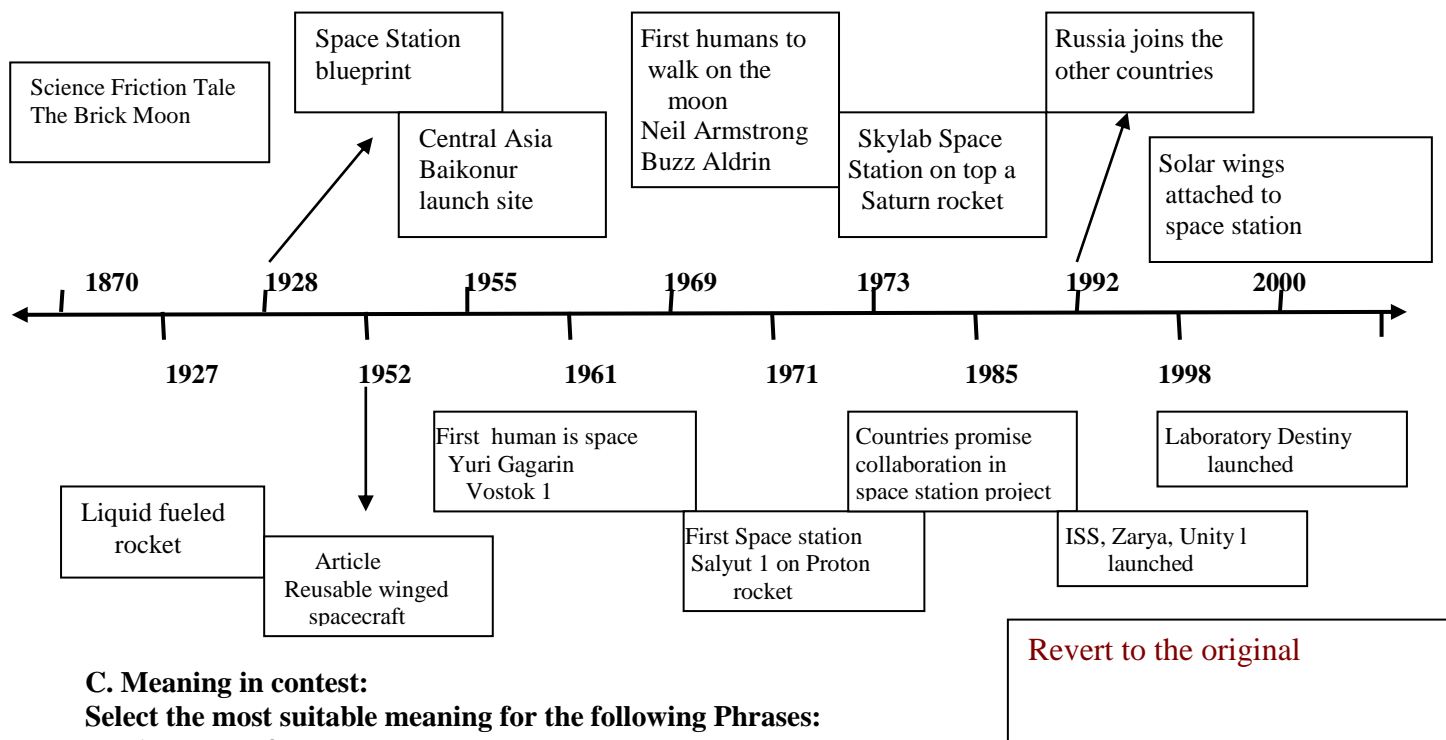 Science Friction Tale
The Brick Moon
Space Station
blueprint
Central Asia
Baikonur
launch site
First humans to
walk on the
moon
Neil Armstrong
Buzz Aldrin
Skylab Space
Station on top a
Saturn rocket
Russia joins the
other countries
Solar wings
attached to
space station
1870 1928 1955 1969 1973 1992 2000
1927 1952 1961 1971 1985 1998
Liquid fueled
rocket
Article
Reusable winged
spacecraft
First human is space
Yuri Gagarin
Vostok 1
First Space station
Salyut 1 on Proton
rocket
Countries promise
collaboration in
space station project
ISS, Zarya, Unity l
launched
Laboratory Destiny
launched
Revert to the original
C. Meaning in contest:
Select the most suitable meaning for the following Phrases: